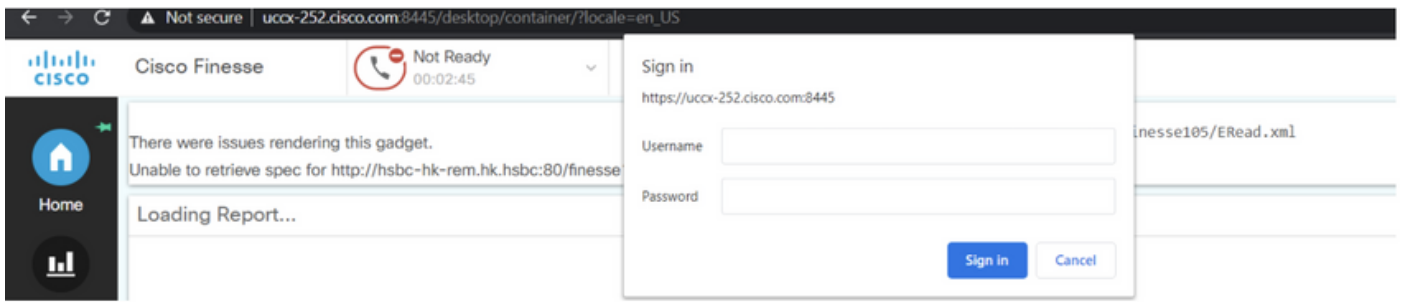 Not secure | uccx-252.cisco.com:8445/desktop/container/?locale=en_US
CISCO
Cisco Finesse
Not Ready
00:02:45
Home
There were issues rendering this gadget.
Unable to retrieve spec for http://hsbc-hk-rem.hk.hsbc:80/finesse
inesse105/ERead.xml
Loading Report...
Sign in
https://uccx-252.cisco.com:8445
Username
Password
Sign in
Cancel